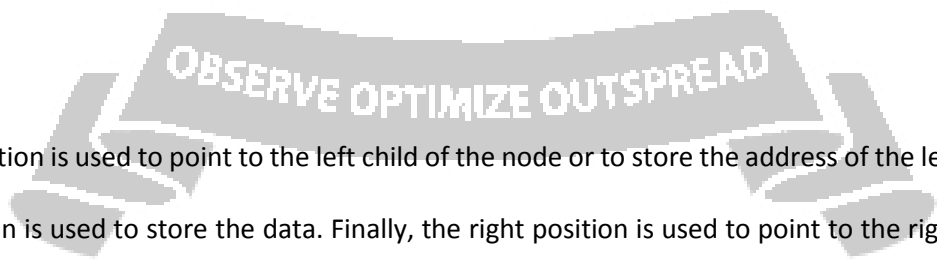 OBSERVE OPTIMIZE OUTSPREAD
tion is used to point to the left child of the node or to store the address of the le
n is used to store the data. Finally, the right position is used to point to the rig